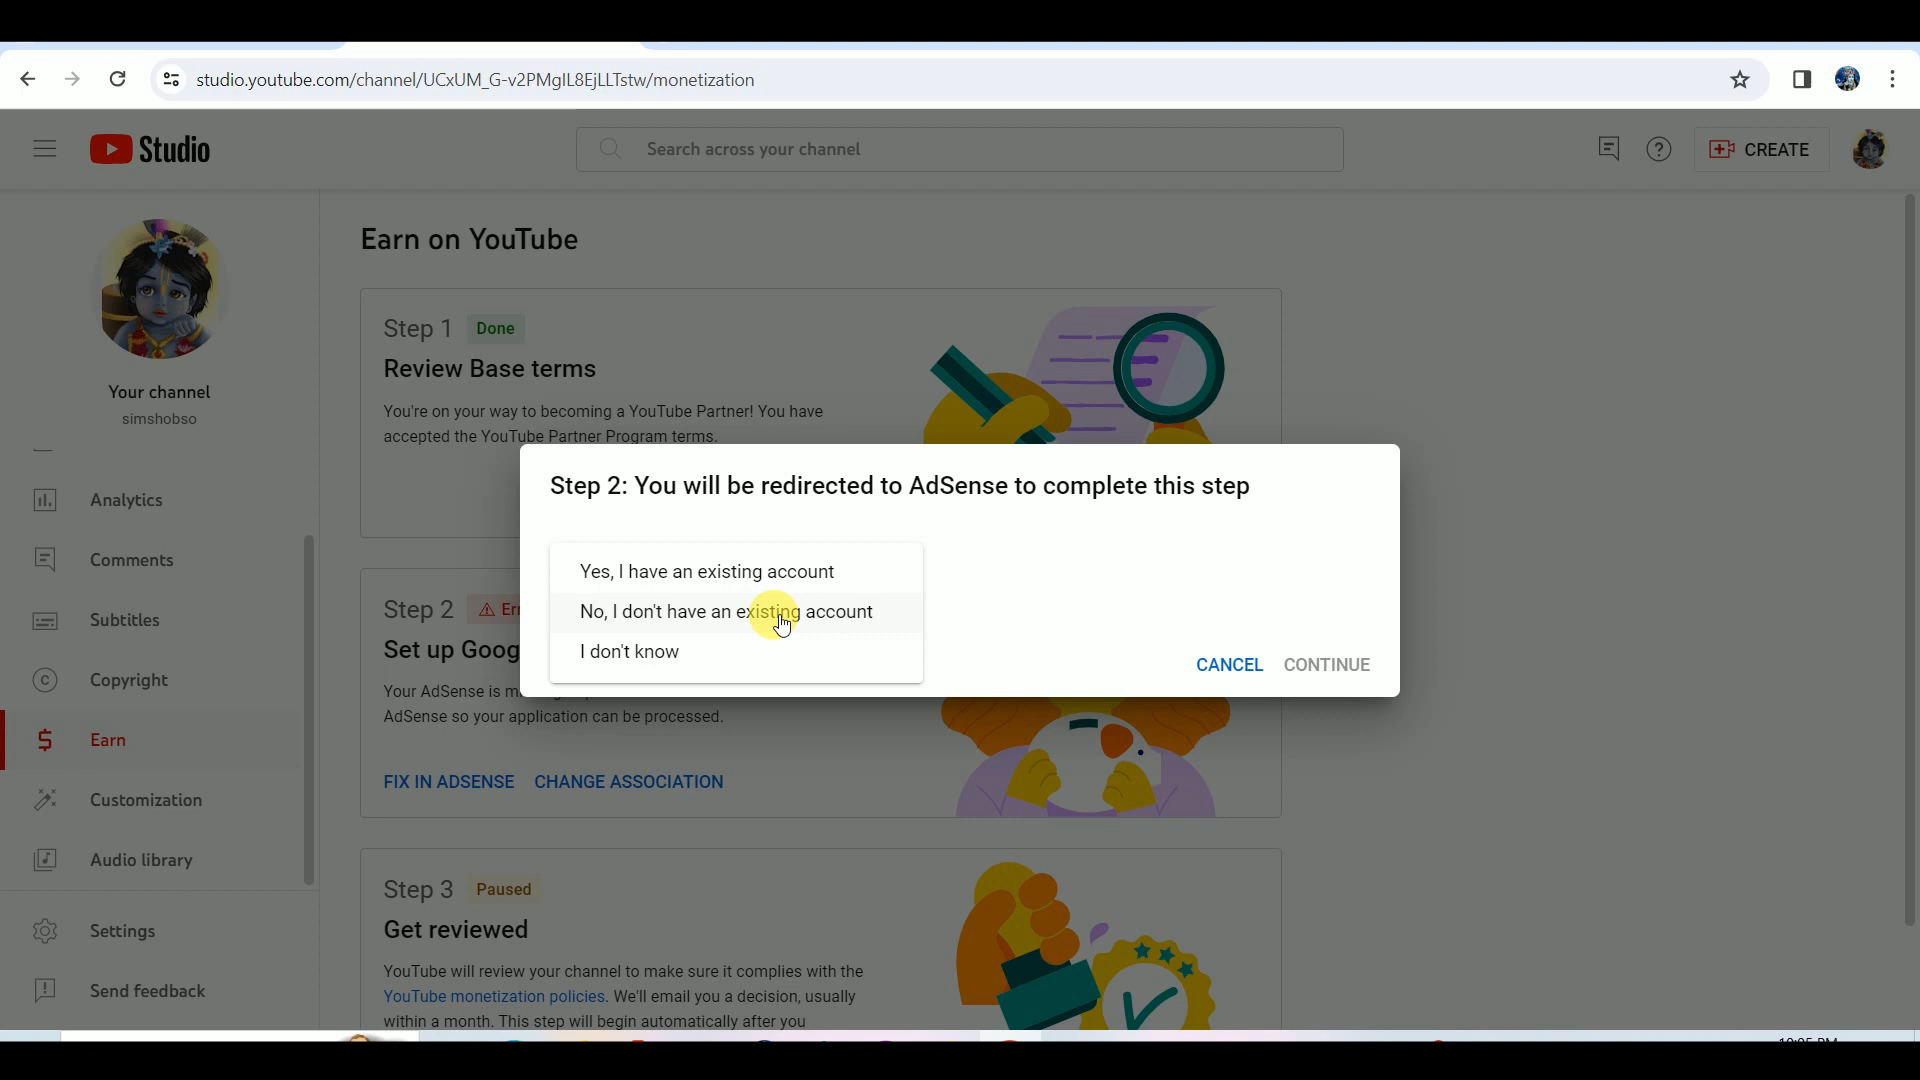 studio.youtube.com/channel/UCxUM_G-v2PMglL8EjLLTstw/monetization
Studio
Search across your channel
CREATE
Your channel
simshobso
Analytics
Comments
Subtitles
Copyright
Earn
Customization
Audio library
Settings
Send feedback
Earn on YouTube
Step 1 Done
Review Base terms
You're on your way to becoming a YouTube Partner! You have
accepted the YouTube Partner Program terms.
Step 2: You will be redirected to AdSense to complete this step
Yes, I have an existing account
No, I don't have an existing account
I don't know
CANCEL CONTINUE
Step 2
Set up Goog
Your AdSense is
AdSense so your application can be processed.
FIX IN ADSENSE CHANGE ASSOCIATION
Step 3 Paused
Get reviewed
YouTube will review your channel to make sure it complies with the
YouTube monetization policies. We'll email you a decision, usually
within a month. This step will begin automatically after you